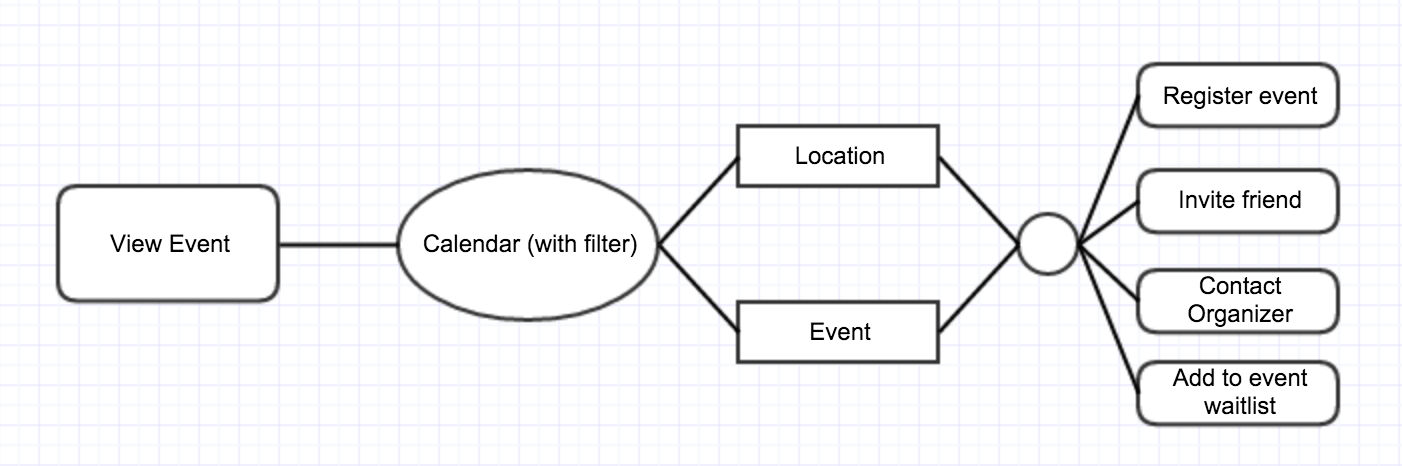 View Event
Calendar (with filter)
Location
Event
Register event
Invite friend
Contact
Organizer
Add to event
waitlist